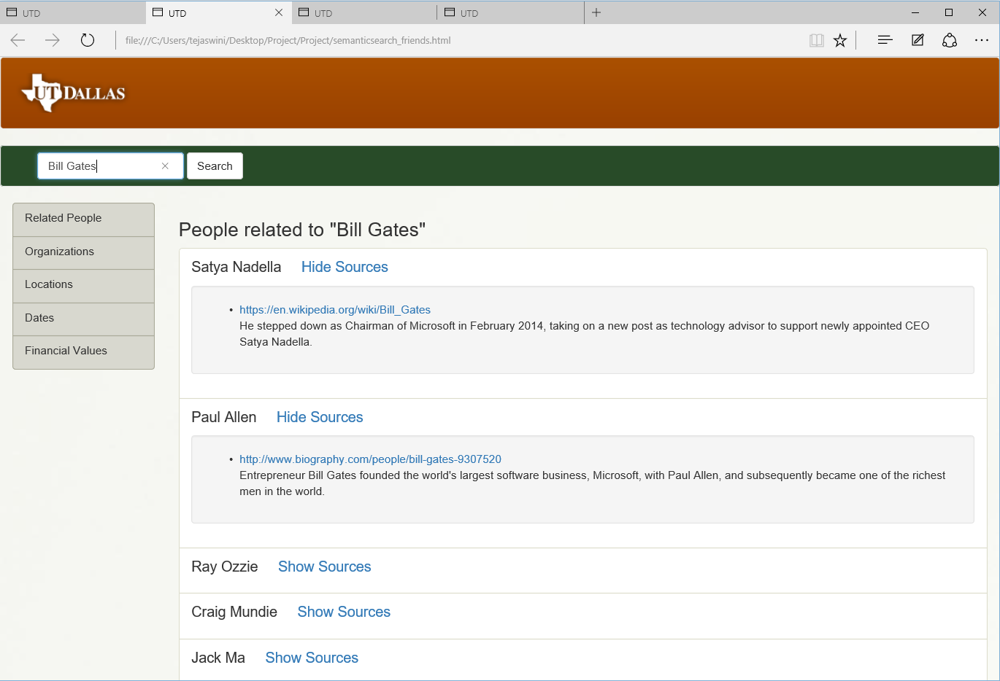 UTD
UTD
UTD
UTD
file:///C:/Users/tejaswini/Desktop/Project/Project/semanticsearch_friends.html
UT DALLAS
Bill Gates
Search
Related People
Organizations
Locations
Dates
Financial Values
People related to "Bill Gates"
Satya Nadella Hide Sources
• https://en.wikipedia.org/wiki/Bill_Gates
He stepped down as Chairman of Microsoft in February 2014, taking on a new post as technology advisor to support newly appointed CEO
Satya Nadella.
Paul Allen Hide Sources
• http://www.biography.com/people/bill-gates-9307520
Entrepreneur Bill Gates founded the world's largest software business, Microsoft, with Paul Allen, and subsequently became one of the richest
men in the world.
Ray Ozzie Show Sources
Craig Mundie Show Sources
Jack Ma Show Sources